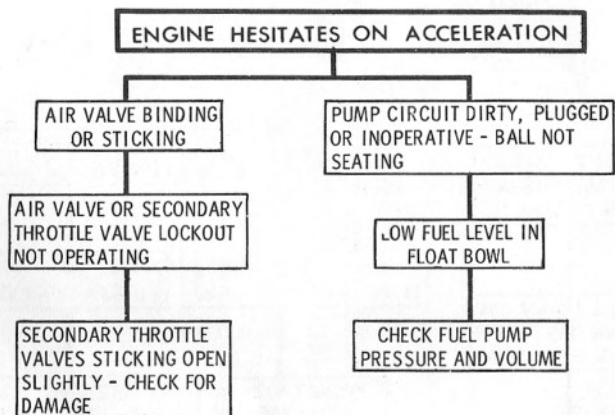 ENGINE HESITATES ON ACCELERATION
AIR VALVE BINDING
OR STICKING
AIR VALVE OR SECONDARY
THROTTLE VALVE LOCKOUT
NOT OPERATING
SECONDARY THROTTLE
VALVES STICKING OPEN
SLIGHTLY - CHECK FOR
DAMAGE
PUMP CIRCUIT DIRTY, PLUGGED
OR INOPERATIVE - BALL NOT
SEATING
LOW FUEL LEVEL IN
FLOAT BOWL
CHECK FUEL PUMP
PRESSURE AND VOLUME